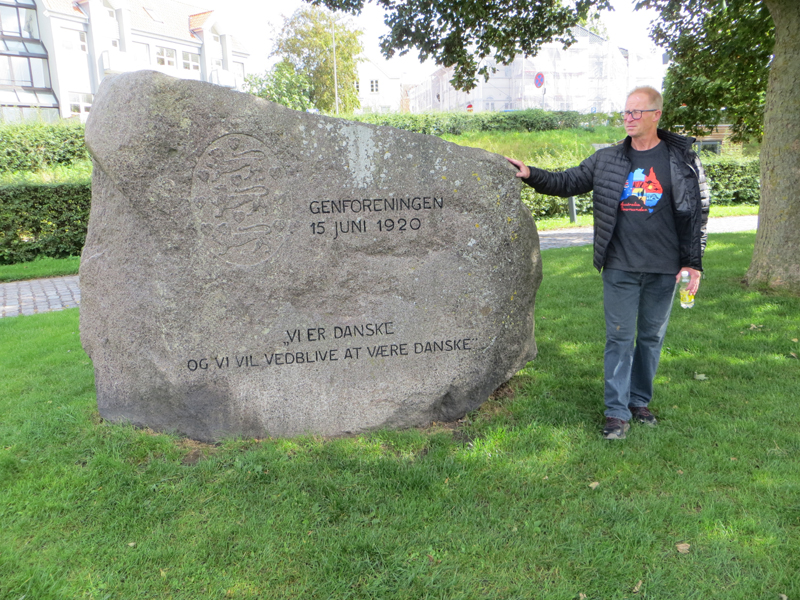 GENFORENINGEN
15 JUNI 1920
„VI ER DANSKE
OG VI VIL VEDBLIVE AT VÆRE DANSKE"